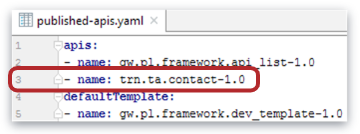 published-apis.yaml
1 apis:
2 - name: gw.pl.framework.api_list-1.0
3 - name: trn.ta.contact-1.0
4 defaultTemplate:
5 - name: gw.pl.framework.dev_template-1.0